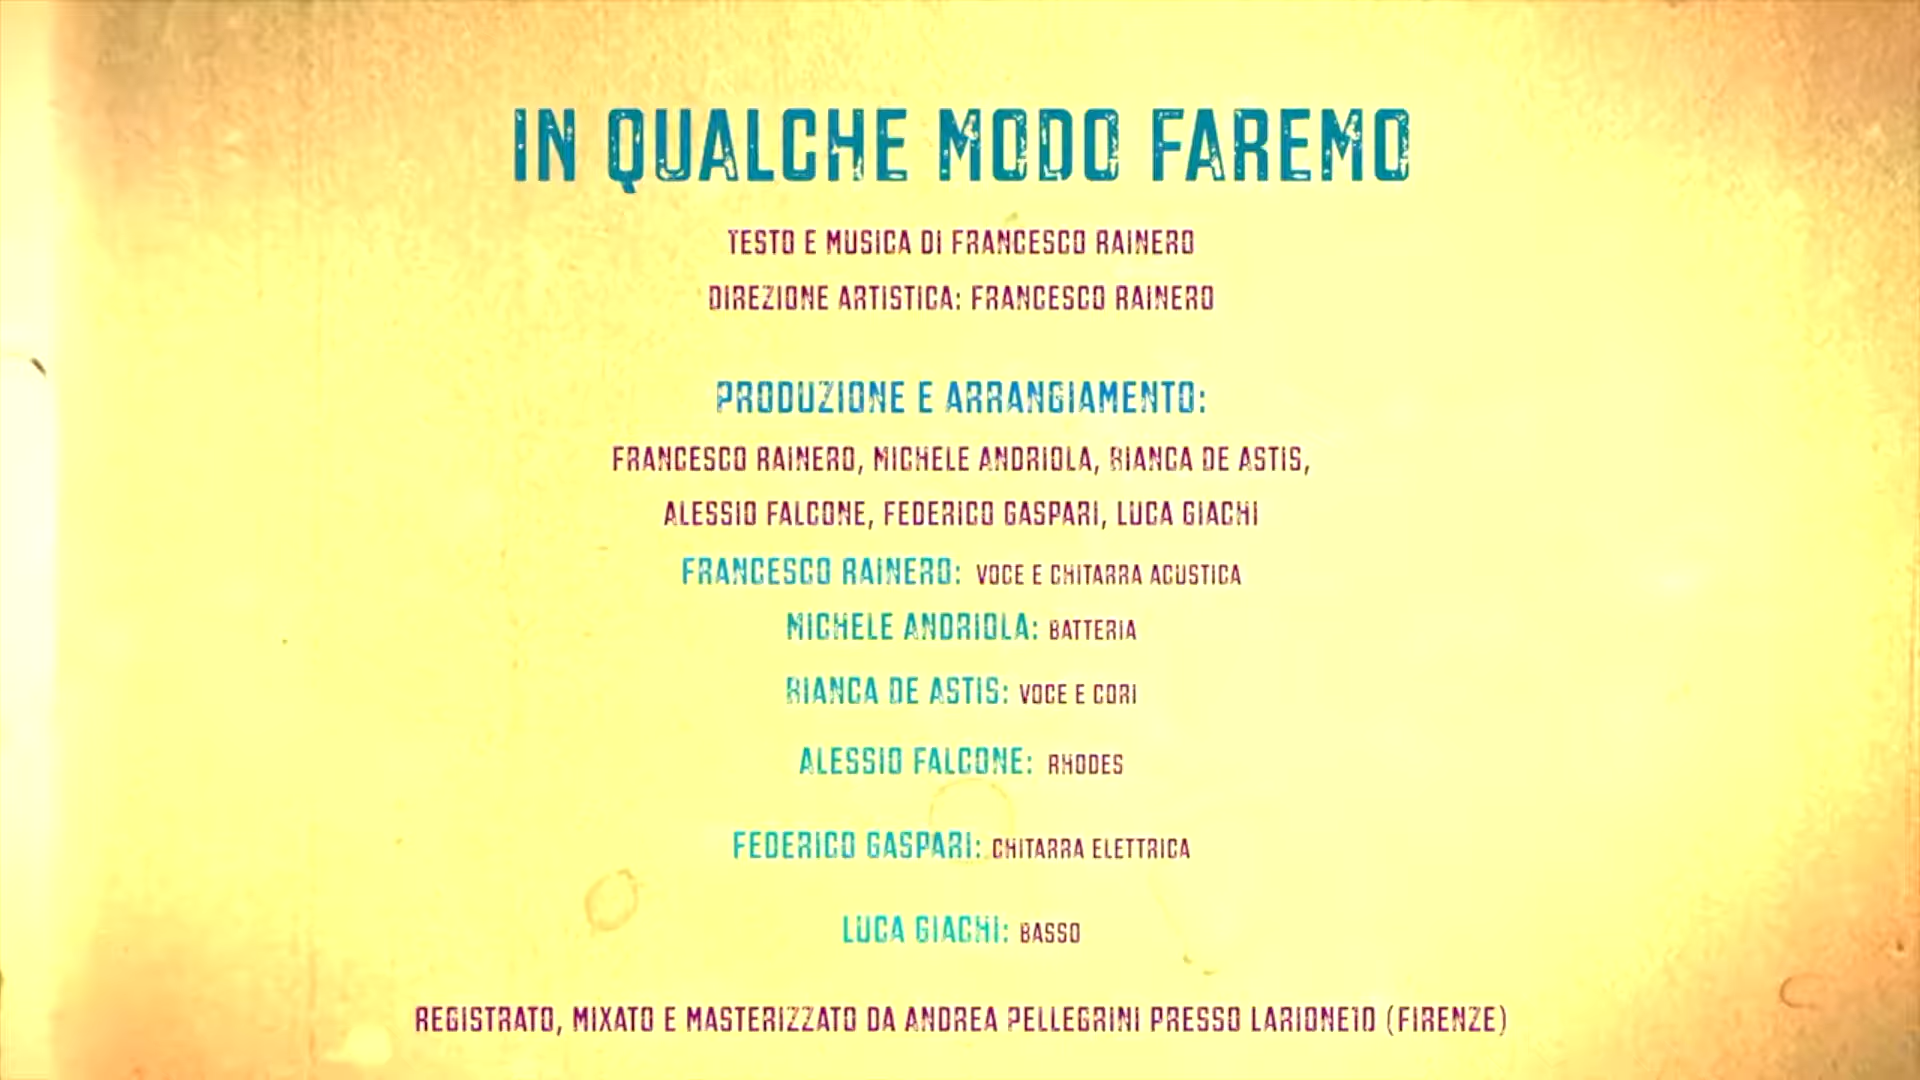 IN QUALCHE MODO FAREMO
TESTO E MUSICA DI FRANCESCO RAINERO
DIREZIONE ARTISTICA: FRANCESCO RAINERO
PRODUZIONE E ARRANGIAMENTO:
FRANCESCO RAINERO, MICHELE ANDRIOLA, BIANCA DE ASTIS,
ALESSIO FALCONE, FEDERICO GASPARI, LUCA GIACHI
FRANCESCO RAINERO: VOCE E CHITARRA ACUSTICA
MICHELE ANDRIOLA: BATTERIA
BIANCA DE ASTIS: VOCE E CORI
ALESSIO FALCONE: RHODES
FEDERICO GASPARI: CHITARRA ELETTRICA
LUCA GIACHI: BASSO
REGISTRATO, MIXATO E MASTERIZZATO DA ANDREA PELLEGRINI PRESSO LARIONE10 (FIRENZE)